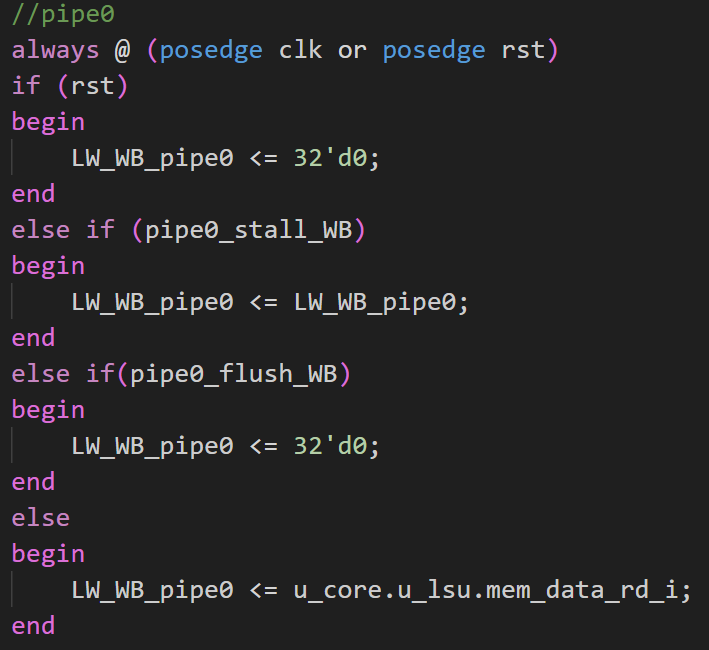 //pipe0
always @ (posedge clk or posedge rst)
if (rst)
begin
    LW_WB_pipe0 <= 32'd0;
end
else if (pipe0_stall_WB)
begin
    LW_WB_pipe0 <= LW_WB_pipe0;
end
else if(pipe0_flush_WB)
begin
    LW_WB_pipe0 <= 32'd0;
end
else
begin
    LW_WB_pipe0 <= u_core.u_lsu.mem_data_rd_i;
end